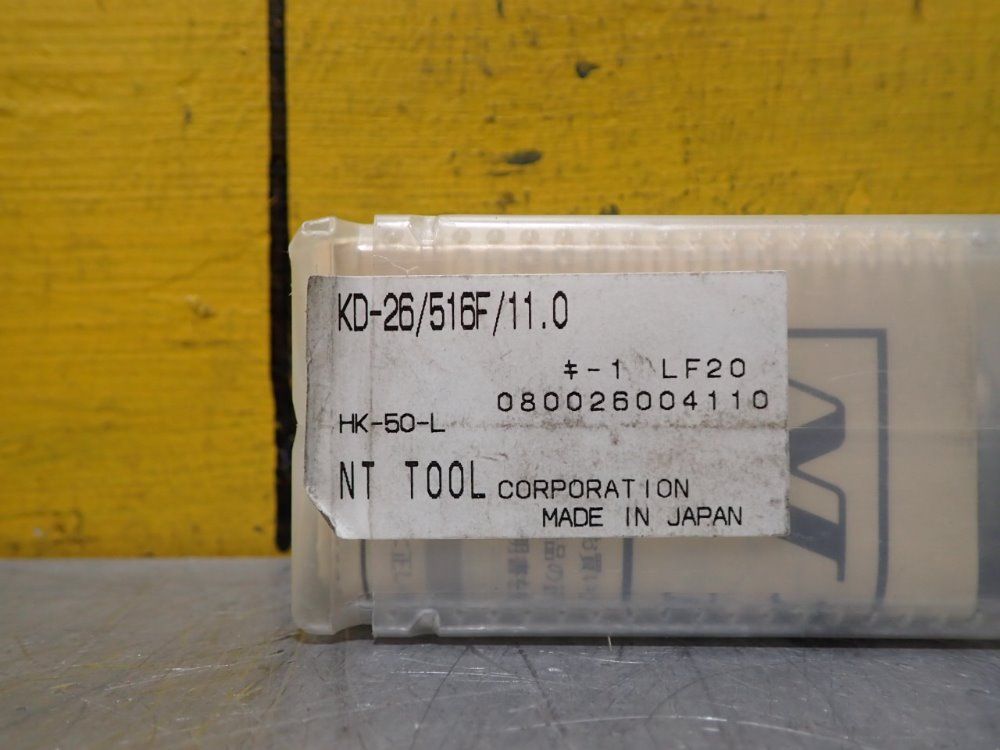 KD-26/516F/11.0
キ-1 LF20
080026004110
HK-50-L
NT TOOL CORPORATION
MADE IN JAPAN